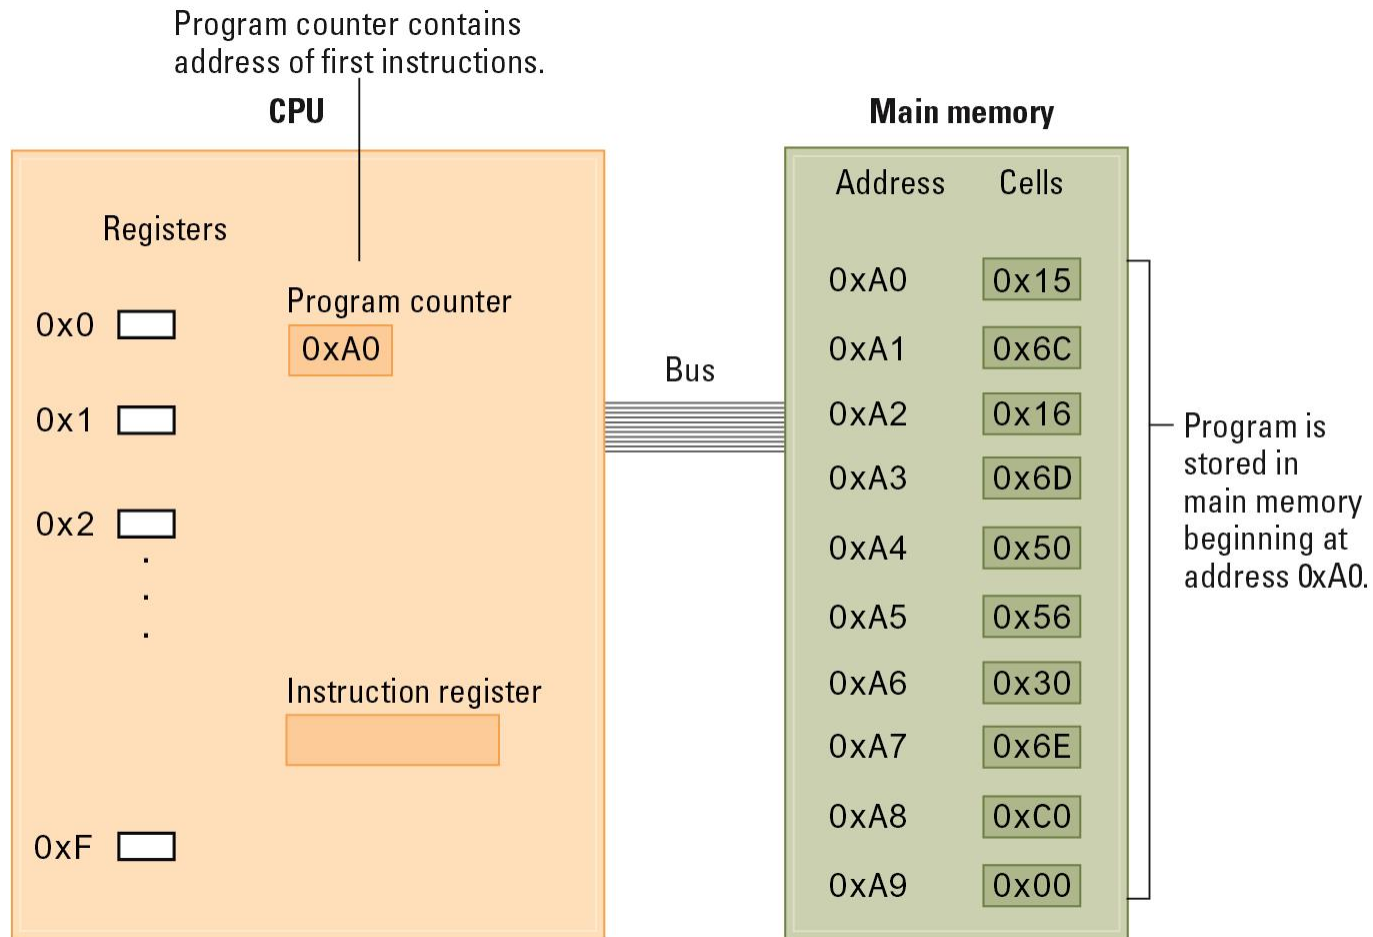 Program counter contains
address of first instructions.
CPU
Registers
0x0
0x1
0x2
0xF
Program counter
0xA0
Instruction register
Bus
Main memory
Address Cells
0xA0 0x15
0xA1 0x6C
0xA2 0x16
0xA3 0x6D
0xA4 0x50
0xA5 0x56
0xA6 0x30
0xA7 0x6E
0xA8 0xC0
0xA9 0x00
Program is
stored in
main memory
beginning at
address 0xA0.